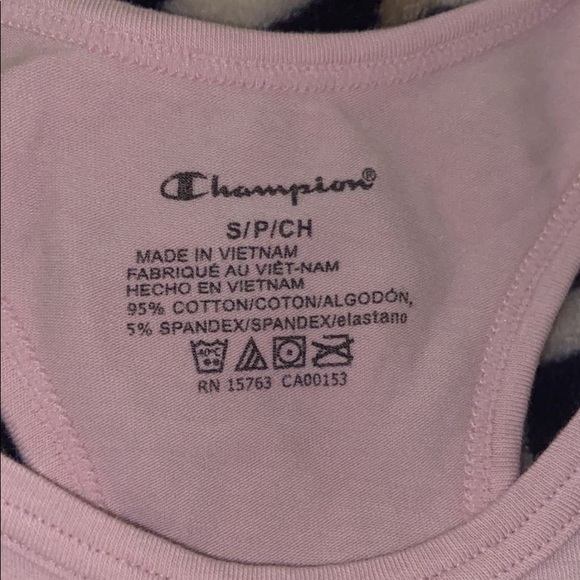 Champion®
S/P/CH
MADE IN VIETNAM
FABRIQUÉ AU VIÊT-NAM
HECHO EN VIETNAM
95% COTTON/COTON/ALGODÓN,
5% SPANDEX/SPANDEX/elastano
40°C
RN 15763 CA00153